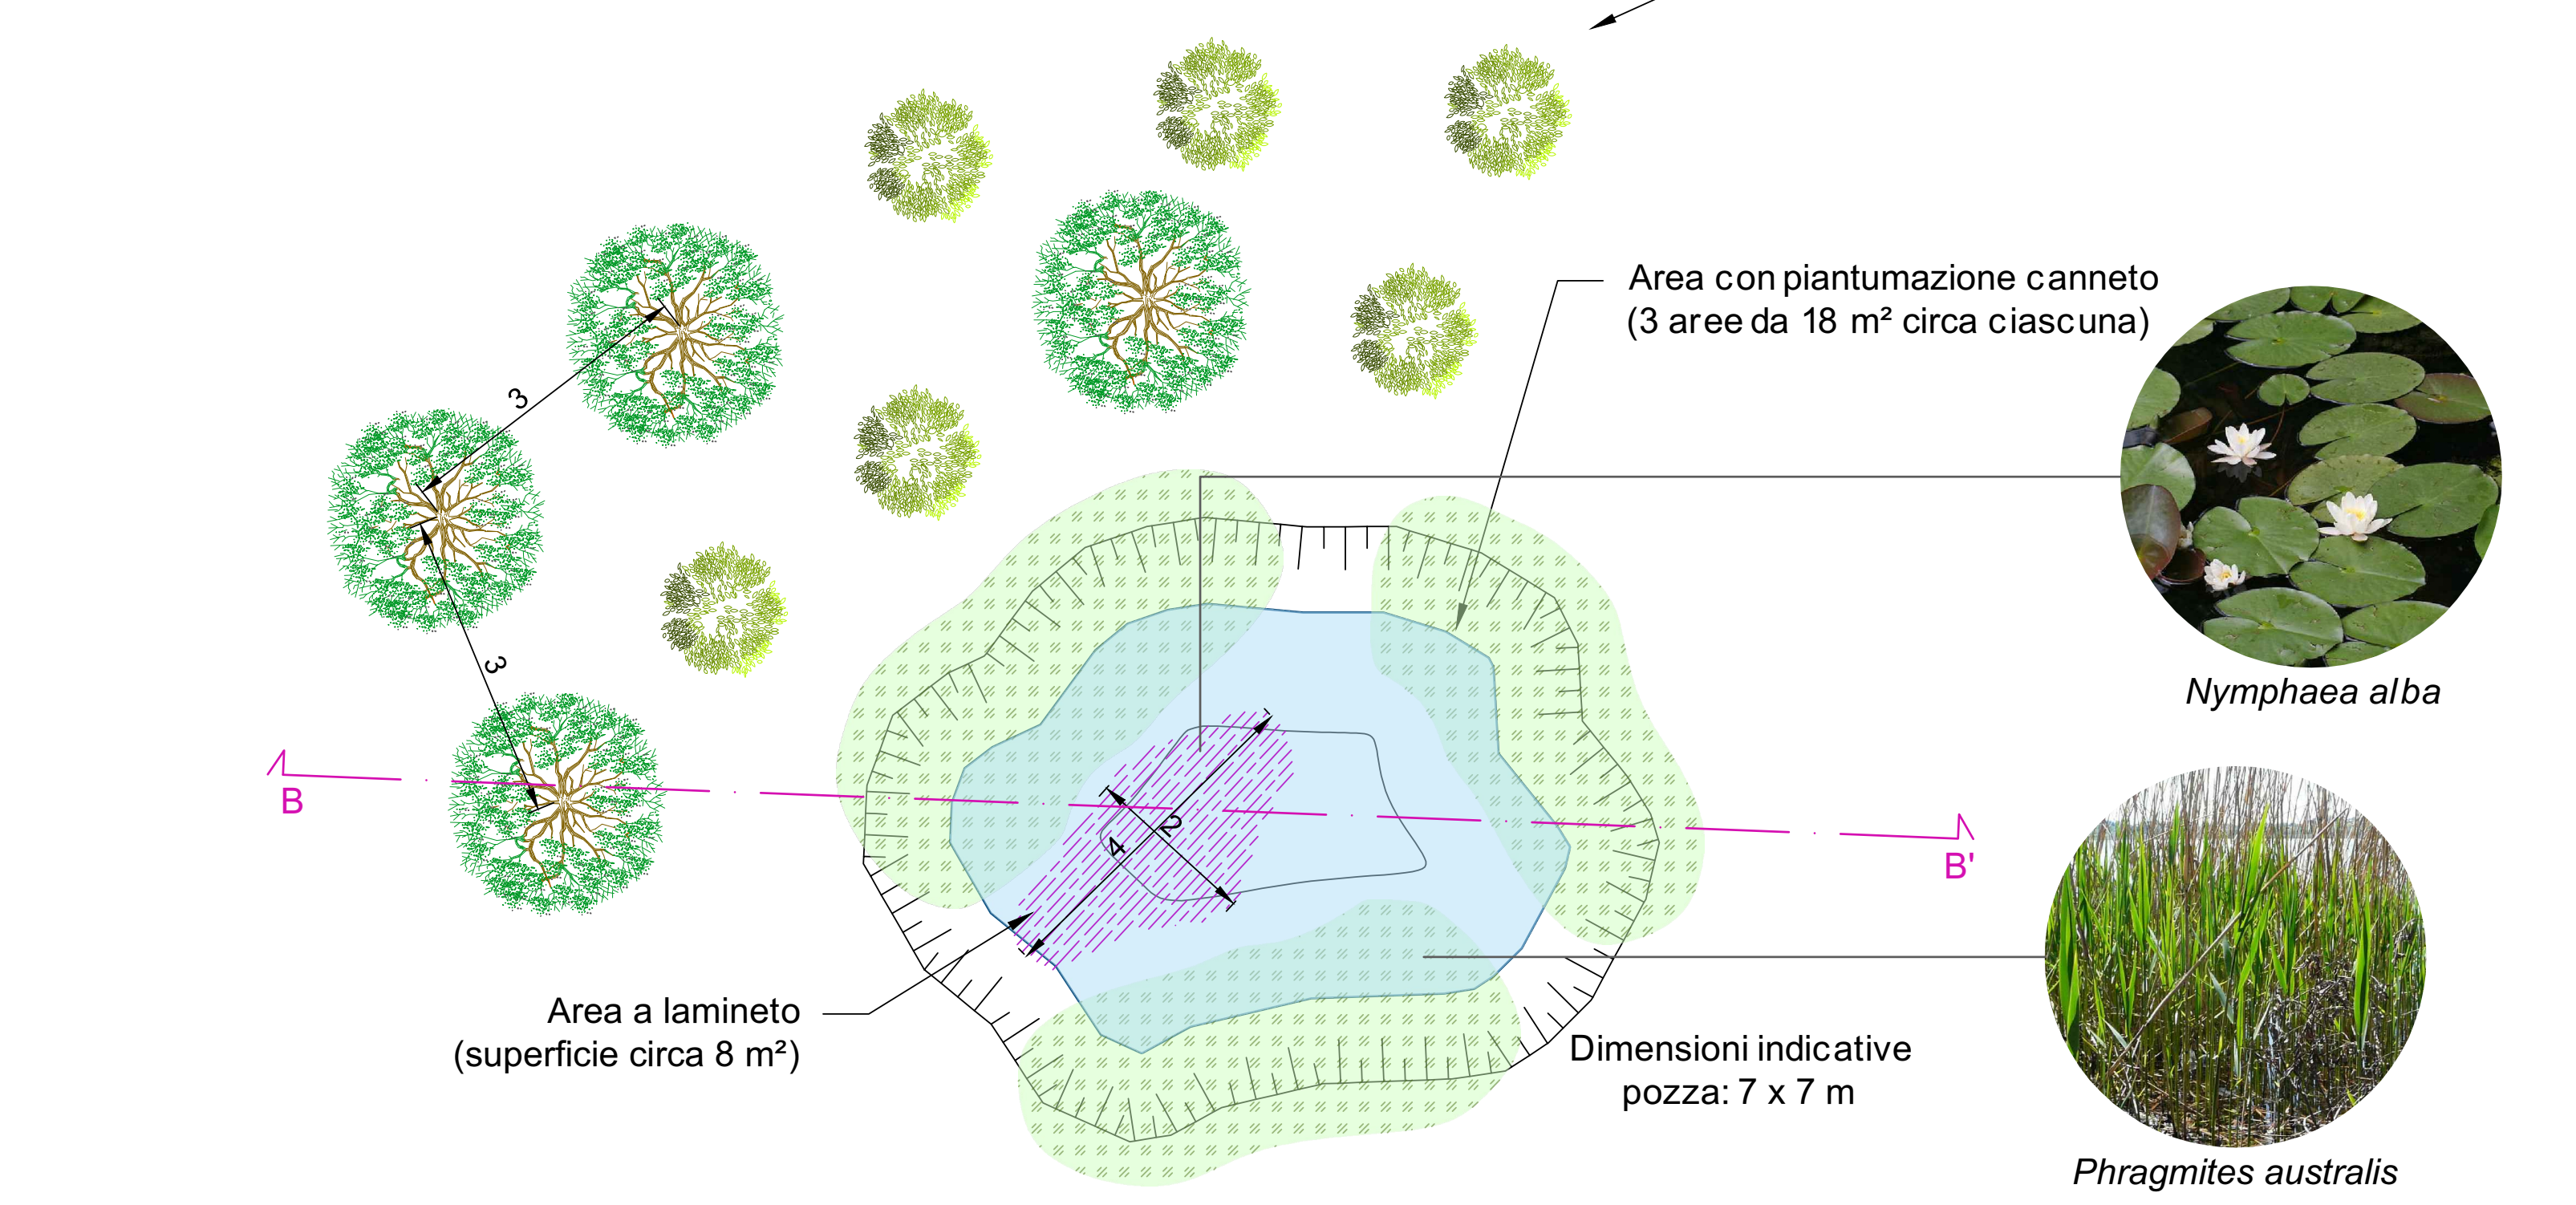 Area con piantumazione canneto
(3 aree da 18 m² circa ciascuna)
3
3
Nymphaea alba
B
B'
2
4
Area a lamineto
(superficie circa 8 m²)
Dimensioni indicative
pozza: 7 x 7 m
Phragmites australis